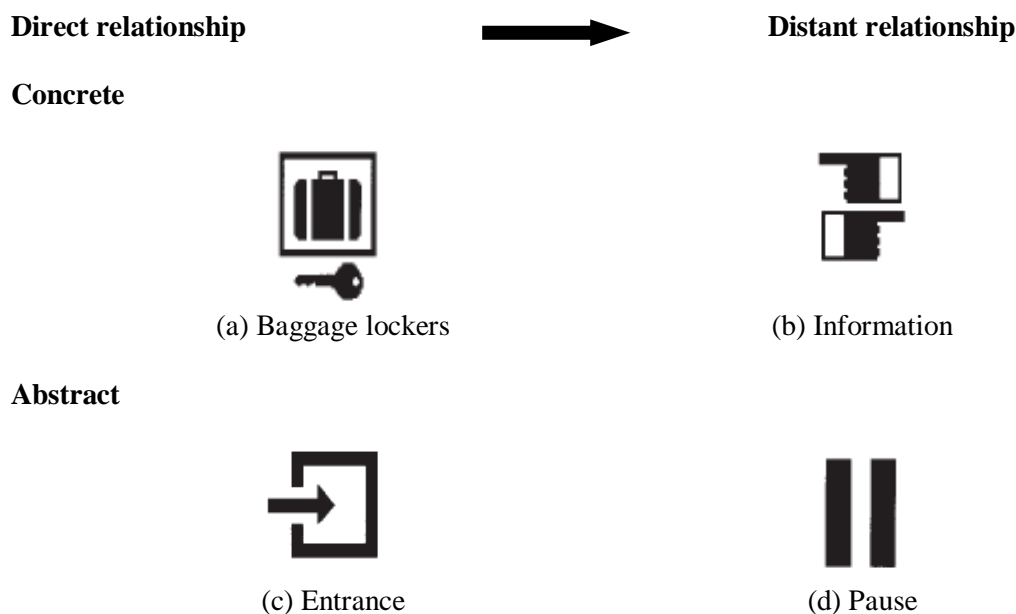 Direct relationship Distant relationship
Concrete
(a) Baggage lockers (b) Information
Abstract
(c) Entrance (d) Pause